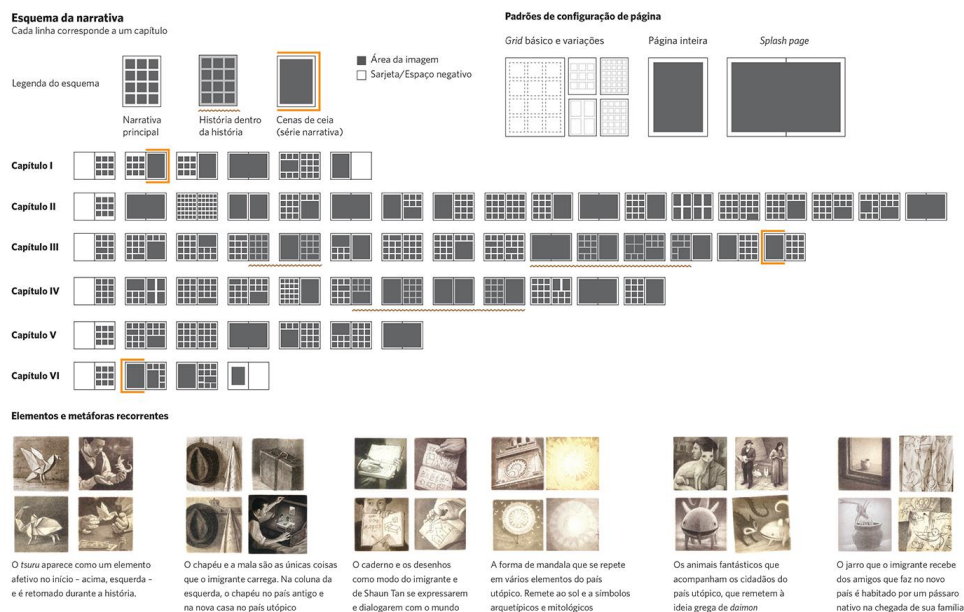 Esquema da narrativa
Cada linha corresponde a um capítulo
Legenda do esquema
Narrativa
principal
História dentro
da história
Cenas de ceia
(série narrativa)
Área da imagem
Sarjeta/Espaço negativo
Padrões de configuração de página
Grid básico e variações
Página inteira
Splash page
Capítulo I
Capítulo II
Capítulo III
Capítulo IV
Capítulo V
Capítulo VI
Elementos e metáforas recorrentes
O tsuru aparece como um elemento
afetivo no início – acima, esquerda –
e é retomado durante a história.
O chapéu e a mala são as únicas coisas
que o imigrante carrega. Na coluna da
esquerda, o chapéu no país antigo e
na nova casa no país utópico
O caderno e os desenhos
como modo do imigrante e
de Shaun Tan se expressarem
e dialogarem com o mundo
A forma de mandala que se repete
em vários elementos do país
utópico. Remete ao sol e a símbolos
arquetípicos e mitológicos
Os animais fantásticos que
acompanham os cidadãos do
país utópico, que remetem à
ideia grega de daimon
O jarro que o imigrante recebe
dos amigos que faz no novo
país é habitado por um pássaro
nativo na chegada de sua família